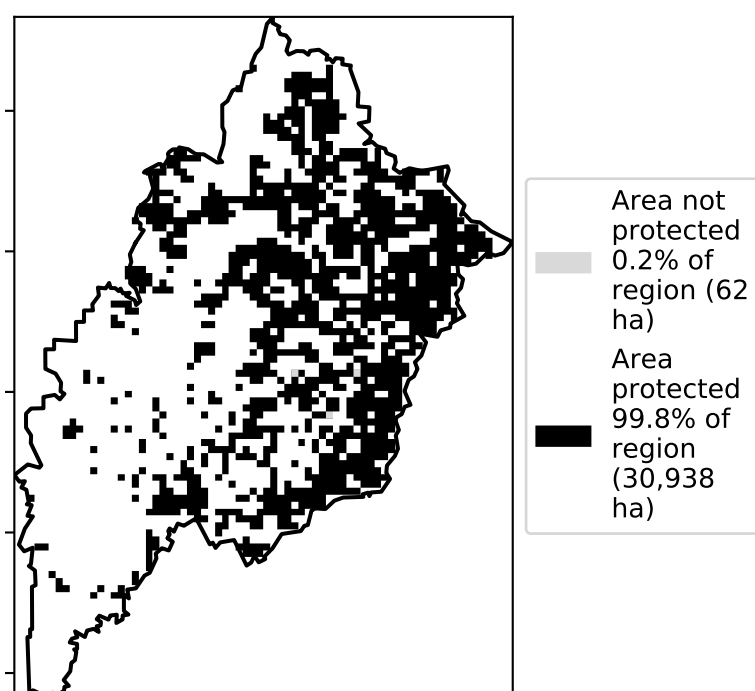 Area not
protected
0.2% of
region (62
ha)
Area
protected
99.8% of
region
(30,938
ha)